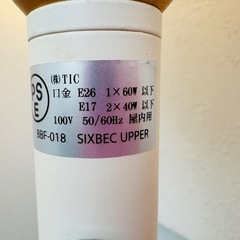 PS
E
(株)TIC
口金 E26 1×60W 以下
E17 2×40W 以下
100V 50/60Hz 屋内用
BBF-018 SIXBEC UPPER